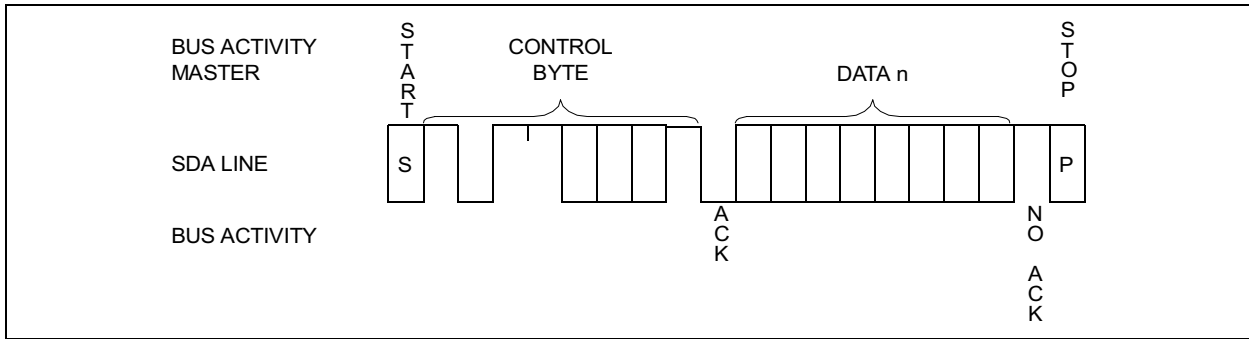 BUS ACTIVITY
MASTER
START
CONTROL
BYTE
DATA n
STOP
SDA LINE
S
P
BUS ACTIVITY
ACK
NO ACK